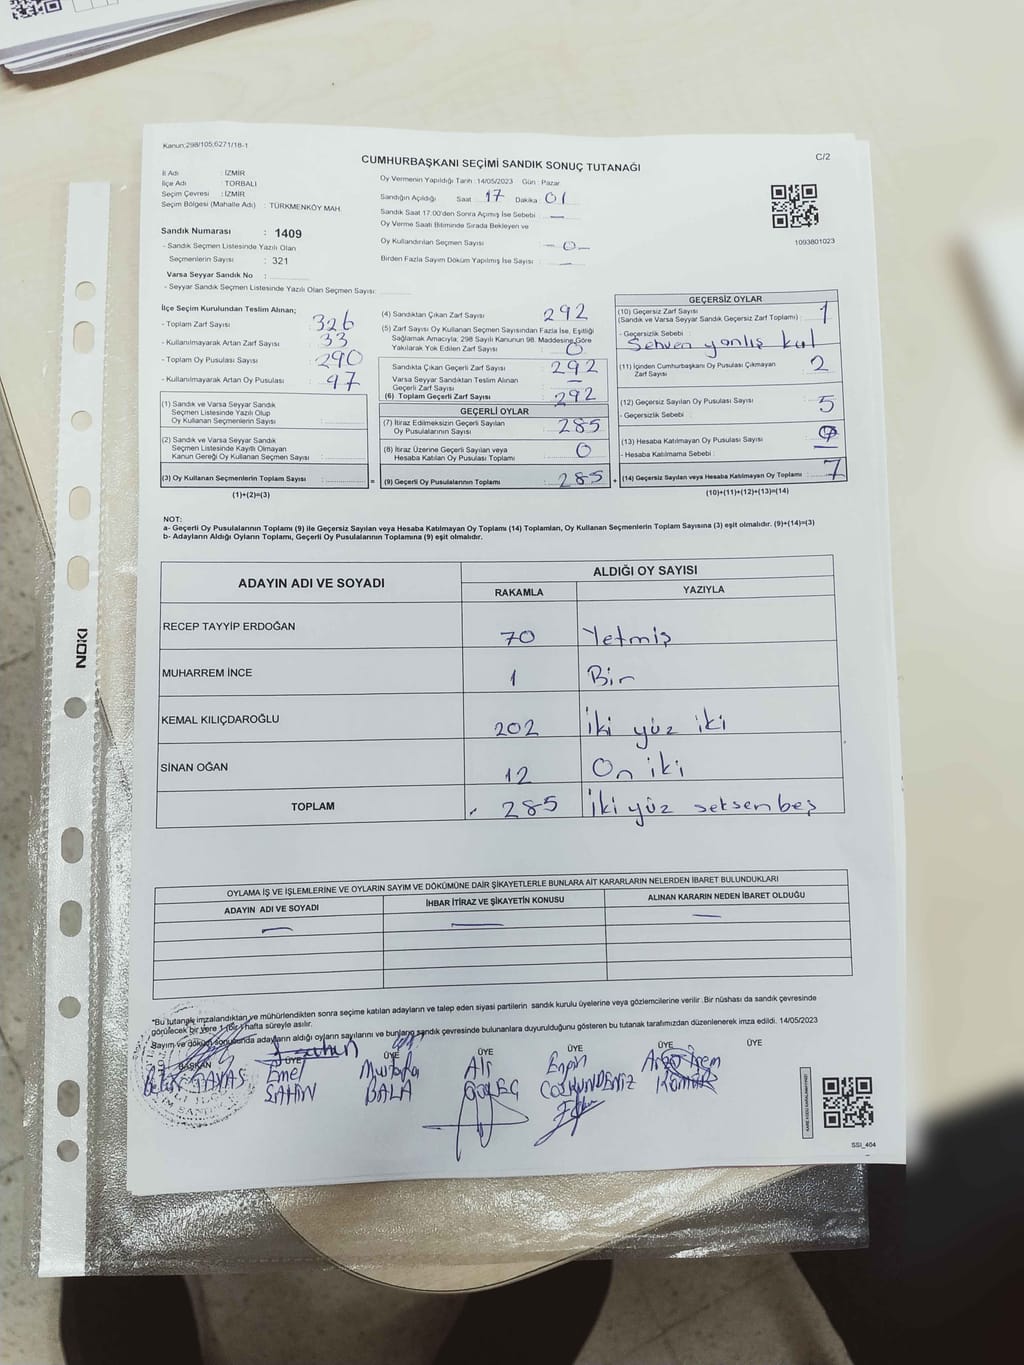 Kanun;298/105,6271/18-1
C/2
CUMHURBAŞKANI SEÇİMİ SANDIK SONUÇ TUTANAĞI
İl Adı : İZMİR
İlçe Adı : TORBALI
Seçim Çevresi : İZMİR
Seçim Bölgesi (Mahalle Adı) : TÜRKMENKÖY MAH.
Sandık Numarası : 1409
- Sandık Seçmen Listesinde Yazılı Olan
Seçmenlerin Sayısı : 321
Varsa Seyyar Sandık No :
- Seyyar Sandık Seçmen Listesinde Yazılı Olan Seçmen Sayısı:
Oy Vermenin Yapıldığı Tarih : 14/05/2023 Gün : Pazar
Sandığın Açıldığı Saat 17 Dakika 01
Sandık Saat 17:00'den Sonra Açılmış İse Sebebi —
Oy Verme Saati Bitiminde Sırada Bekleyen ve
Oy Kullandırılan Seçmen Sayısı — 0 —
Birden Fazla Sayım Döküm Yapılmış İse Sayısı : —
1093801023
İlçe Seçim Kurulundan Teslim Alınan;
- Toplam Zarf Sayısı : 326
- Kullanılmayarak Artan Zarf Sayısı : 33
- Toplam Oy Pusulası Sayısı : 290
- Kullanılmayarak Artan Oy Pusulası : 97
(1) Sandık ve Varsa Seyyar Sandık
Seçmen Listesinde Yazılı Olup
Oy Kullanan Seçmenlerin Sayısı :
(2) Sandık ve Varsa Seyyar Sandık
Seçmen Listesinde Kayıtlı Olmayan
Kanun Gereği Oy Kullanan Seçmen Sayısı :
(3) Oy Kullanan Seçmenlerin Toplam Sayısı :
(1)+(2)=(3)
(4) Sandıktan Çıkan Zarf Sayısı : 292
(5) Zarf Sayısı Oy Kullanan Seçmen Sayısından Fazla İse, Eşitliği
Sağlamak Amacıyla; 298 Sayılı Kanunun 98. Maddesine Göre
Yakılarak Yok Edilen Zarf Sayısı : 0
Sandıkta Çıkan Geçerli Zarf Sayısı : 292
Varsa Seyyar Sandıktan Teslim Alınan
Geçerli Zarf Sayısı : —
(6) Toplam Geçerli Zarf Sayısı : 292
GEÇERLİ OYLAR
(7) İtiraz Edilmeksizin Geçerli Sayılan
Oy Pusulalarının Sayısı : 285
(8) İtiraz Üzerine Geçerli Sayılan veya
Hesaba Katılan Oy Pusulası Toplamı : 0
= (9) Geçerli Oy Pusulalarının Toplamı : 285
GEÇERSİZ OYLAR
(10) Geçersiz Zarf Sayısı
(Sandık ve Varsa Seyyar Sandık Geçersiz Zarf Toplamı) : 1
- Geçersizlik Sebebi :
Sehven yanlış kul
(11) İçinden Cumhurbaşkanı Oy Pusulası Çıkmayan
Zarf Sayısı : 2
(12) Geçersiz Sayılan Oy Pusulası Sayısı : 5
- Geçersizlik Sebebi :
(13) Hesaba Katılmayan Oy Pusulası Sayısı :
- Hesaba Katılmama Sebebi : —
+ (14) Geçersiz Sayılan veya Hesaba Katılmayan Oy Toplamı : 7
(10)+(11)+(12)+(13)=(14)
NOT:
a- Geçerli Oy Pusulalarının Toplamı (9) ile Geçersiz Sayılan veya Hesaba Katılmayan Oy Toplamı (14) Toplamları, Oy Kullanan Seçmenlerin Toplam Sayısına (3) eşit olmalıdır. (9)+(14)=(3)
b- Adayların Aldığı Oyların Toplamı, Geçerli Oy Pusulalarının Toplamına (9) eşit olmalıdır.
ADAYIN ADI VE SOYADI
ALDIĞI OY SAYISI
RAKAMLA YAZIYLA
RECEP TAYYİP ERDOĞAN 70 Yetmiş
MUHARREM İNCE 1 Bir
KEMAL KILIÇDAROĞLU 202 İki yüz iki
SİNAN OĞAN 12 On iki
TOPLAM 285 İki yüz seksen beş
OYLAMA İŞ VE İŞLEMLERİNE VE OYLARIN SAYIM VE DÖKÜMÜNE DAİR ŞİKAYETLERLE BUNLARA AİT KARARLARIN NELERDEN İBARET BULUNDUKLARI
ADAYIN ADI VE SOYADI İHBAR İTİRAZ VE ŞİKAYETİN KONUSU ALINAN KARARIN NEDEN İBARET OLDUĞU
— — —
*Bu tutanak imzalandıktan ve mühürlendikten sonra seçime katılan adayların ve talep eden siyasi partilerin sandık kurulu üyelerine veya gözlemcilerine verilir .Bir nüshası da sandık çevresinde
görülecek bir yere 1 (Bir) hafta süreyle asılır.
Sayım ve döküm sonucunda adayların aldığı oyların sayılarını ve bunların sandık çevresinde bulunanlara duyurulduğunu gösteren bu tutanak tarafımızdan düzenlenerek imza edildi. 14/05/2023
BAŞKAN ÜYE ÜYE ÜYE ÜYE ÜYE ÜYE
Emel Mustafa Ali
ŞAHİN BALA
SSI_404
NOKI